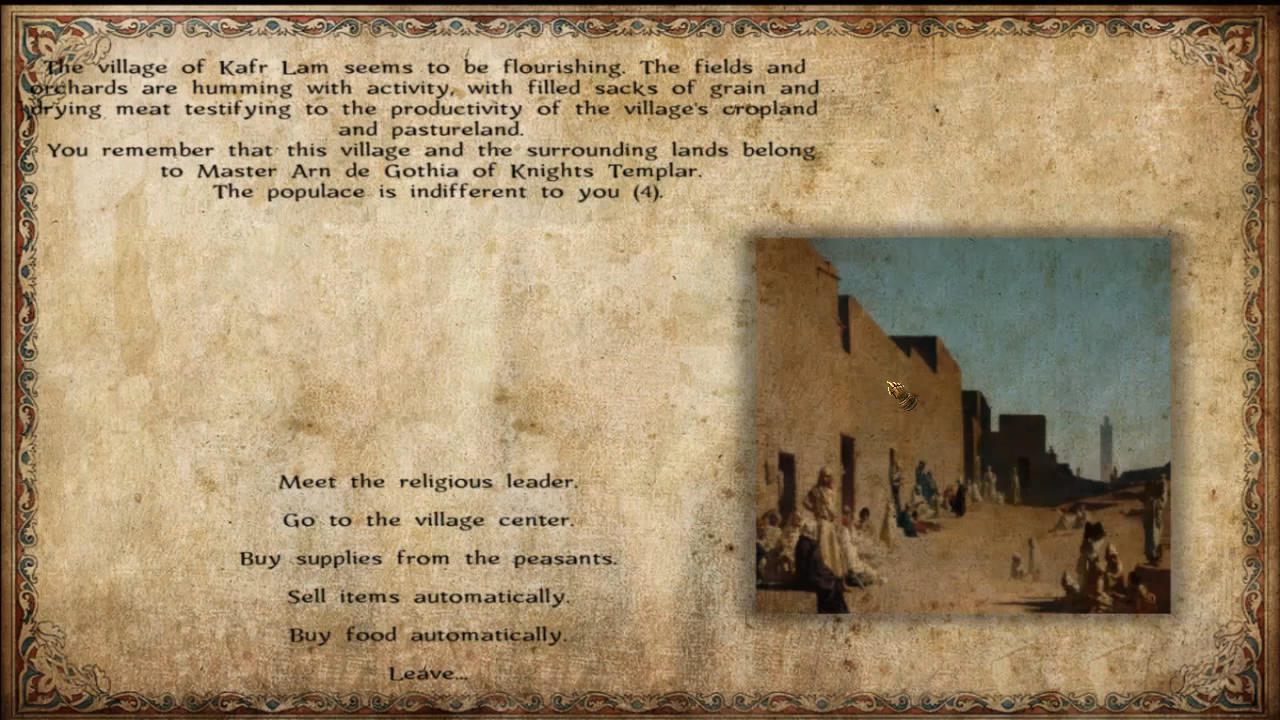 The village of Kafr Lam seems to be flourishing. The fields and
orchards are humming with activity, with filled sacks of grain and
drying meat testifying to the productivity of the village's cropland
and pastureland.
You remember that this village and the surrounding lands belong
to Master Arn de Gothia of Knights Templar.
The populace is indifferent to you (4).
Meet the religious leader.
Go to the village center.
Buy supplies from the peasants.
Sell items automatically.
Buy food automatically.
Leave...